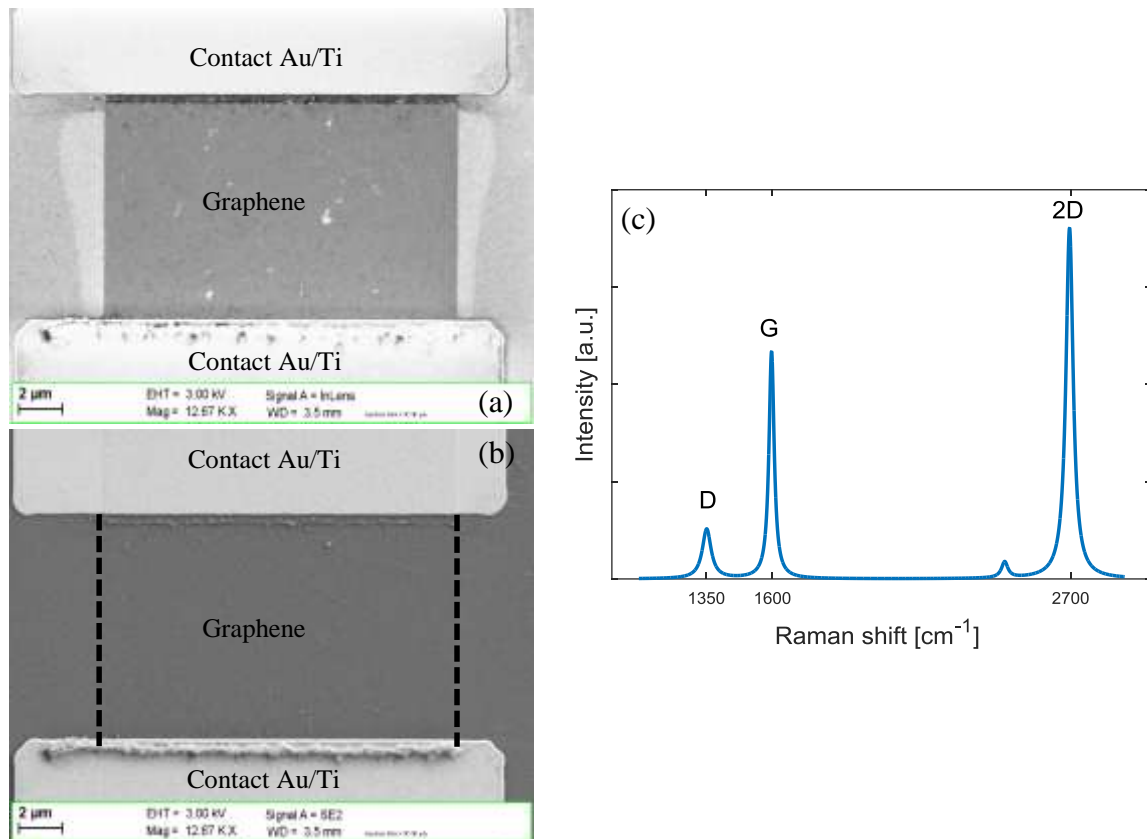 Contact Au/Ti
Graphene
Contact Au/Ti
2 µm
EHT = 3.00 kV
Signal A = InLens
Mag = 12.67 K X
WD = 3.5 mm
(a)
Contact Au/Ti
(b)
Graphene
Contact Au/Ti
2 µm
EHT = 3.00 kV
Signal A = SE2
Mag = 12.67 K X
WD = 3.5 mm
(c)
2D
G
D
Intensity [a.u.]
1350
1600
2700
Raman shift [cm⁻¹]